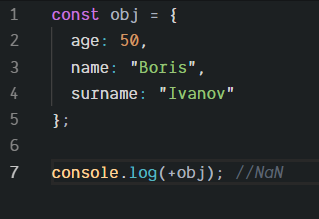 1 const obj = {
2 age: 50,
3 name: "Boris",
4 surname: "Ivanov"
5 };
6
7 console.log(+obj); //NaN